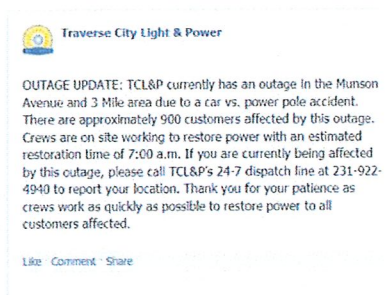 Traverse City Light & Power
OUTAGE UPDATE: TCL&P currently has an outage in the Munson
Avenue and 3 Mile area due to a car vs. power pole accident.
There are approximately 900 customers affected by this outage.
Crews are on site working to restore power with an estimated
restoration time of 7:00 a.m. If you are currently being affected
by this outage, please call TCL&P's 24-7 dispatch line at 231-922-
4940 to report your location. Thank you for your patience as
crews work as quickly as possible to restore power to all
customers affected.
Like · Comment · Share